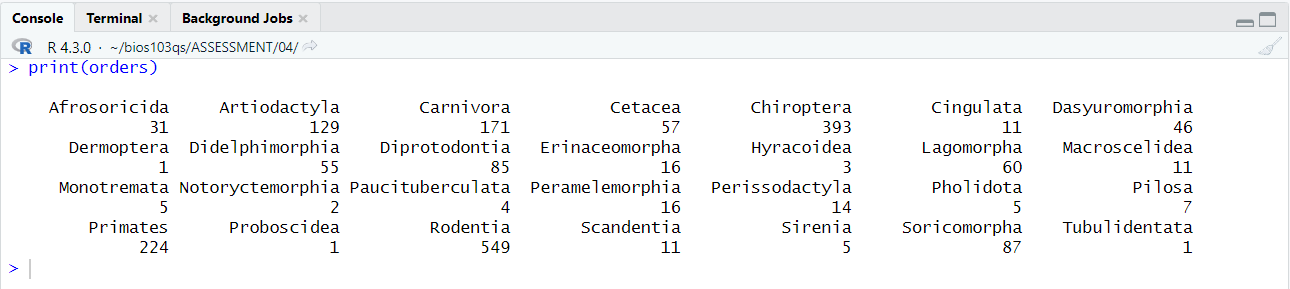 Console Terminal × Background Jobs ×
R R 4.3.0 · ~/bios103qs/ASSESSMENT/04/
> print(orders)
Afrosoricida Artiodactyla Carnivora Cetacea Chiroptera Cingulata Dasyuromorphia
31 129 171 57 393 11 46
Dermoptera Didelphimorphia Diprotodontia Erinaceomorpha Hyracoidea Lagomorpha Macroscelidea
1 55 85 16 3 60 11
Monotremata Notoryctemorphia Paucituberculata Peramelemorphia Perissodactyla Pholidota Pilosa
5 2 4 16 14 5 7
Primates Proboscidea Rodentia Scandentia Sirenia Soricomorpha Tubulidentata
224 1 549 11 5 87 1
>